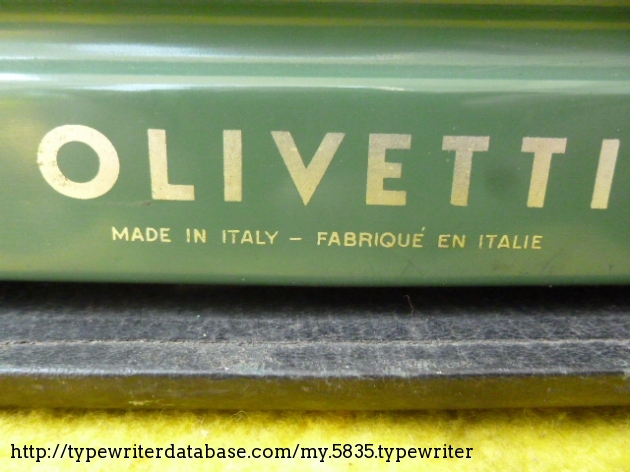 OLIVETTI
MADE IN ITALY – FABRIQUÉ EN ITALIE
http://typewriterdatabase.com/my.5835.typewriter